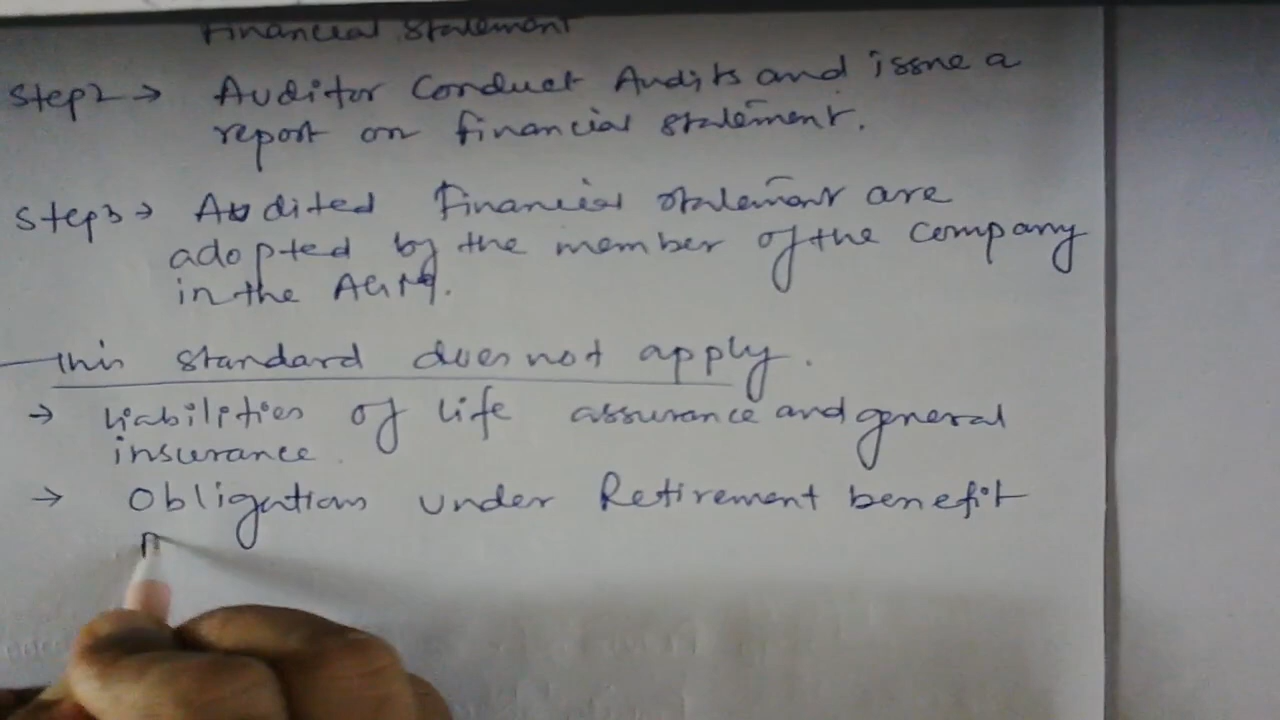 Financial Statement
Step2 → Auditor Conduct Audits and issue a
report on financial statement.
Step3 → Audited Financial statement are
adopted by the member of the company
in the AGM.
This standard does not apply.
→ Liabilities of life assurance and general
insurance.
→ Obligations under Retirement benefit